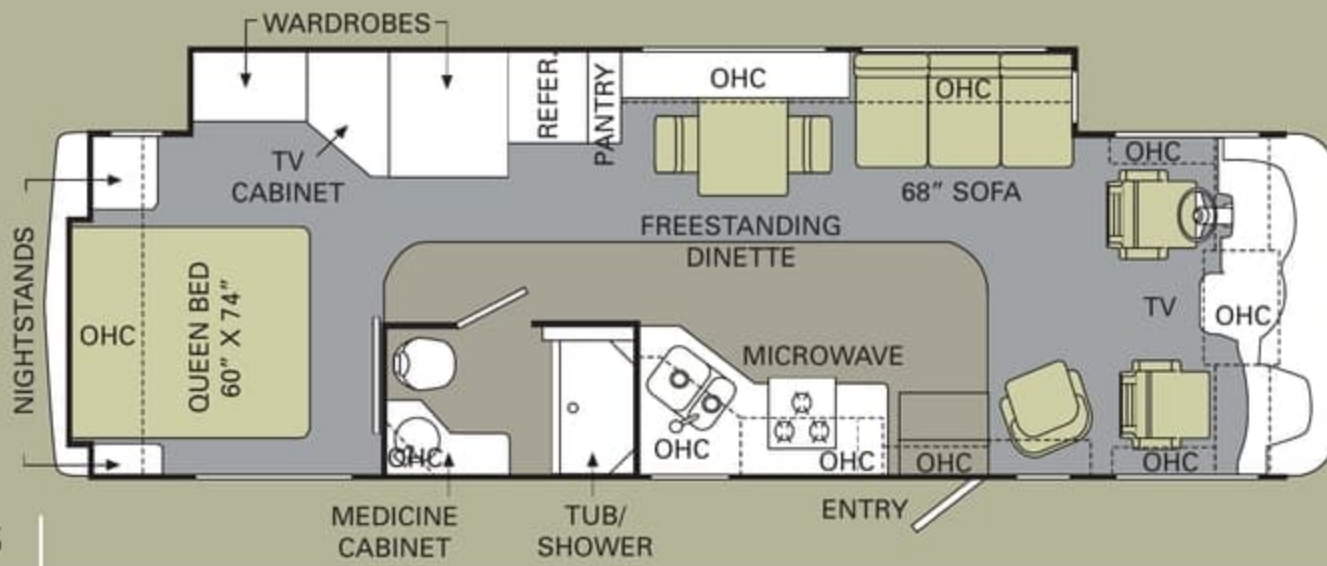 WARDROBES
REFER.
PANTRY
OHC
OHC
TV
CABINET
68" SOFA
OHC
FREESTANDING
DINETTE
NIGHTSTANDS
OHC
QUEEN BED
60" X 74"
TV
OHC
MICROWAVE
OHC
OHC
OHC
OHC
OHC
MEDICINE
CABINET
TUB/
SHOWER
ENTRY